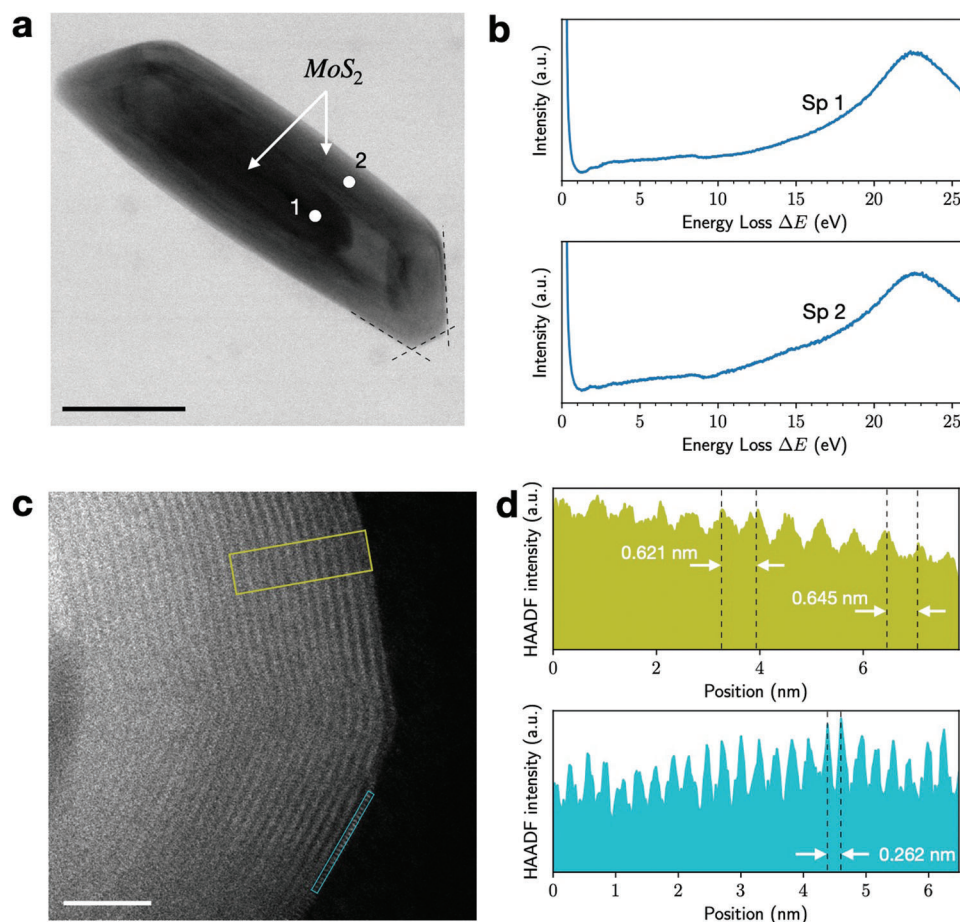 a
MoS2
2
1
b
Intensity (a.u.)
Sp 1
0 5 10 15 20 25
Energy Loss ΔE (eV)
Intensity (a.u.)
Sp 2
0 5 10 15 20 25
Energy Loss ΔE (eV)
c
d
HAADF intensity (a.u.)
0.621 nm
0.645 nm
0 2 4 6
Position (nm)
HAADF intensity (a.u.)
0.262 nm
0 1 2 3 4 5 6
Position (nm)